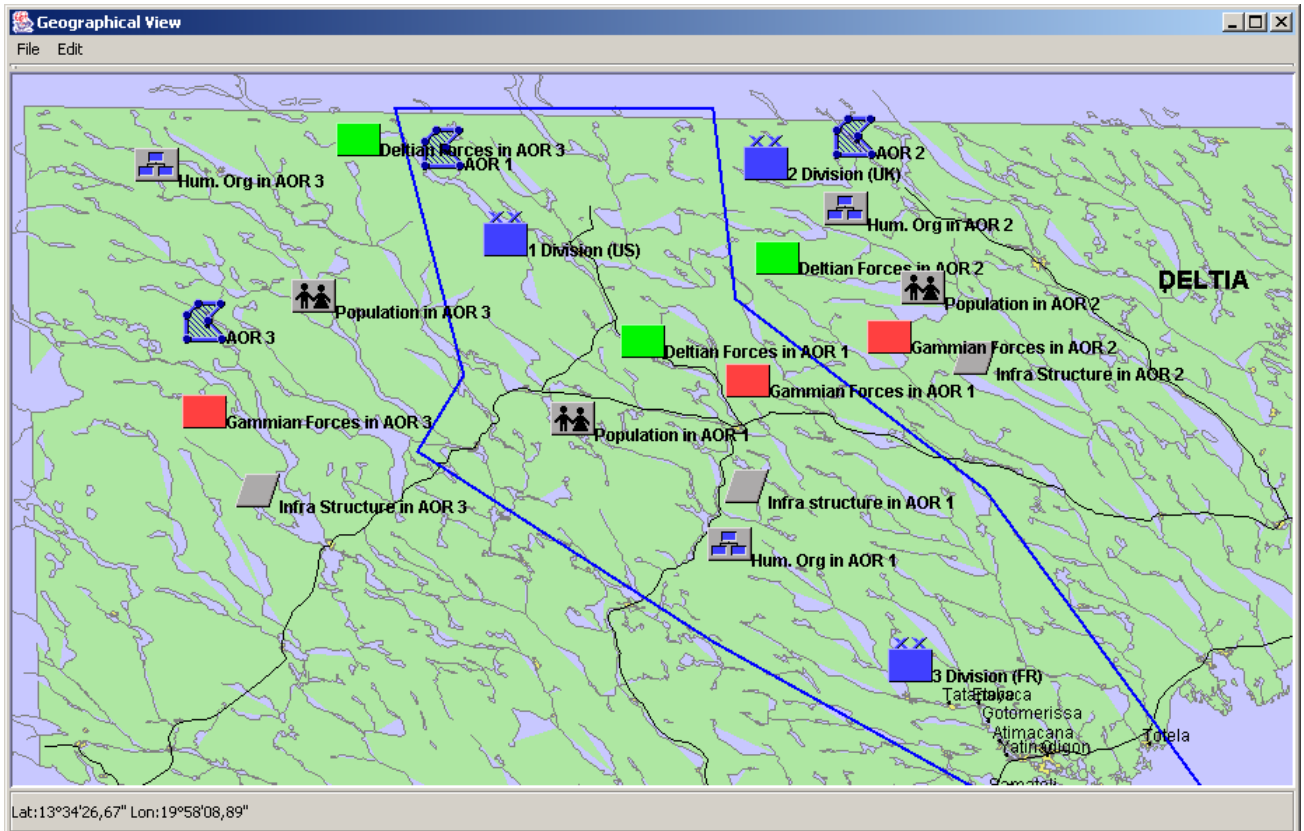 Geographical View
File Edit
Deltian Forces in AOR 3
AOR 1
AOR 2
2 Division (UK)
Hum. Org in AOR 3
Hum. Org in AOR 2
1 Division (US)
Deltian Forces in AOR 2
DELTIA
Population in AOR 2
Population in AOR 3
AOR 3
Deltian Forces in AOR 1
Gammian Forces in AOR 2
Infra Structure in AOR 2
Gammian Forces in AOR 1
Gammian Forces in AOR 3
Population in AOR 1
Infra structure in AOR 1
Infra Structure in AOR 3
Hum. Org in AOR 1
3 Division (FR)
Gotomerissa
Atimacana
Totela
Lat:13°34'26,67" Lon:19°58'08,89"